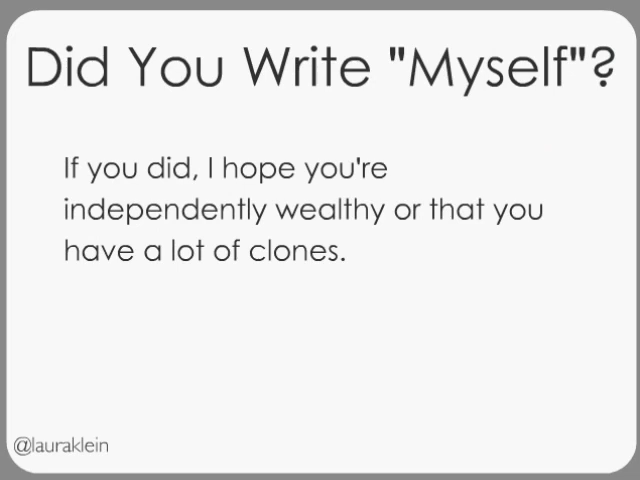 Did You Write "Myself"?
If you did, I hope you're
independently wealthy or that you
have a lot of clones.
@lauraklein